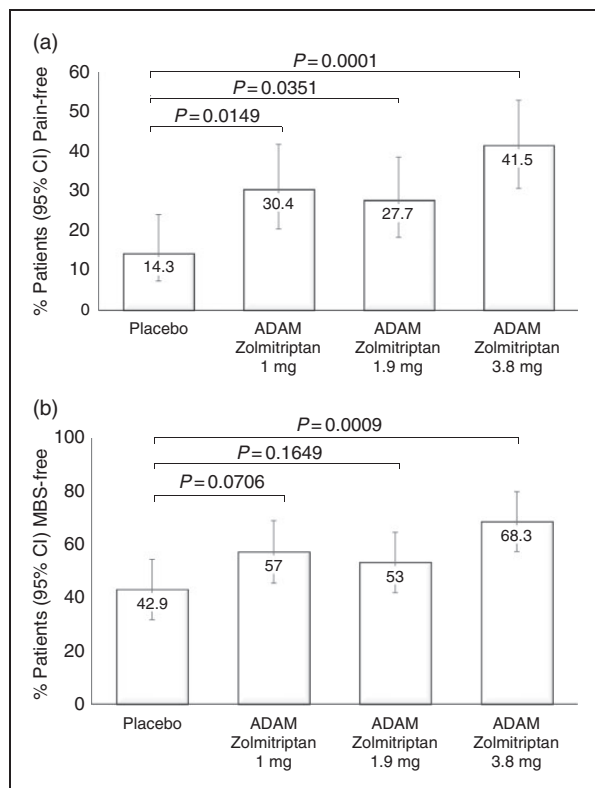 (a)
% Patients (95% CI) Pain-free
60
50
40
30
20
10
0
P=0.0001
P=0.0351
P=0.0149
14.3
30.4
27.7
41.5
Placebo
ADAM
Zolmitriptan
1 mg
ADAM
Zolmitriptan
1.9 mg
ADAM
Zolmitriptan
3.8 mg
(b)
% Patients (95% CI) MBS-free
100
80
60
40
20
0
P=0.0009
P=0.1649
P=0.0706
42.9
57
53
68.3
Placebo
ADAM
Zolmitriptan
1 mg
ADAM
Zolmitriptan
1.9 mg
ADAM
Zolmitriptan
3.8 mg